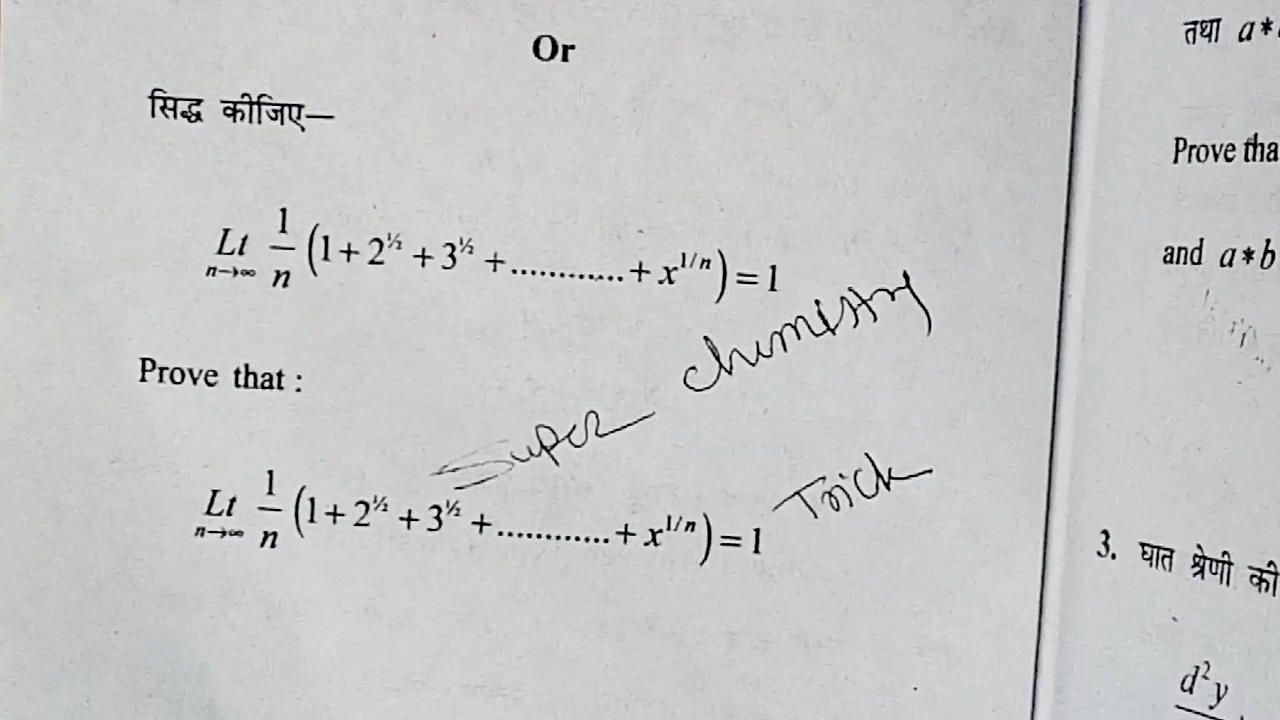 Or
सिद्ध कीजिए—
Lt n→∞ 1/n (1 + 2^½ + 3^½ + ............ + x^1/n) = 1
Prove that :
Super chemistry
Trick
Lt n→∞ 1/n (1 + 2^½ + 3^½ + ............ + x^1/n) = 1
तथा a*
Prove tha
and a*b
3. घात श्रेणी की
d²y